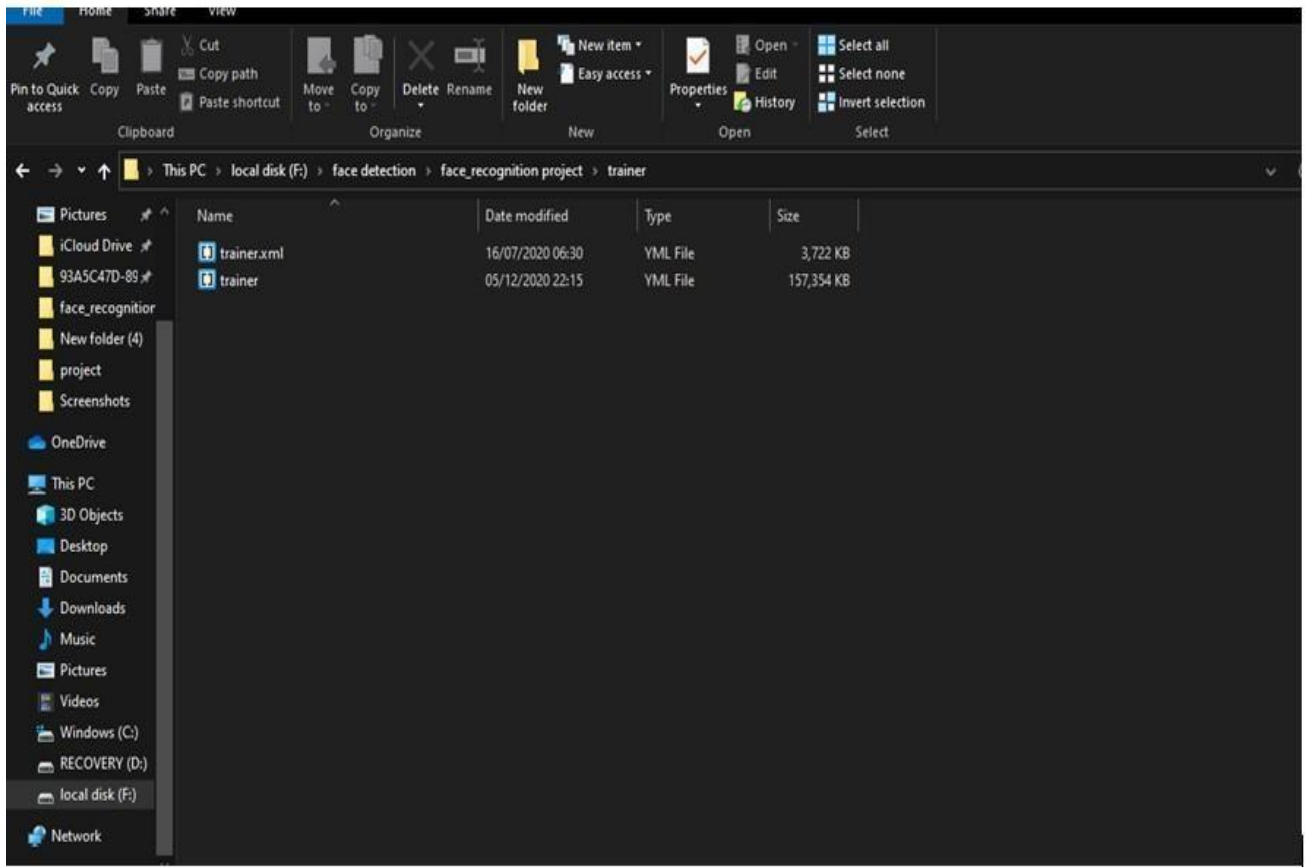 File Home Share View
Cut
Copy path
Paste shortcut
Pin to Quick access
Copy
Paste
Clipboard
Move to
Copy to
Delete
Rename
Organize
New folder
New item
Easy access
New
Properties
Open
Edit
History
Open
Select all
Select none
Invert selection
Select
This PC › local disk (F:) › face detection › face_recognition project › trainer
Name Date modified Type Size
trainer.xml 16/07/2020 06:30 YML File 3,722 KB
trainer 05/12/2020 22:15 YML File 157,354 KB
Pictures
iCloud Drive
93A5C47D-89
face_recognition
New folder (4)
project
Screenshots
OneDrive
This PC
3D Objects
Desktop
Documents
Downloads
Music
Pictures
Videos
Windows (C:)
RECOVERY (D:)
local disk (F:)
Network